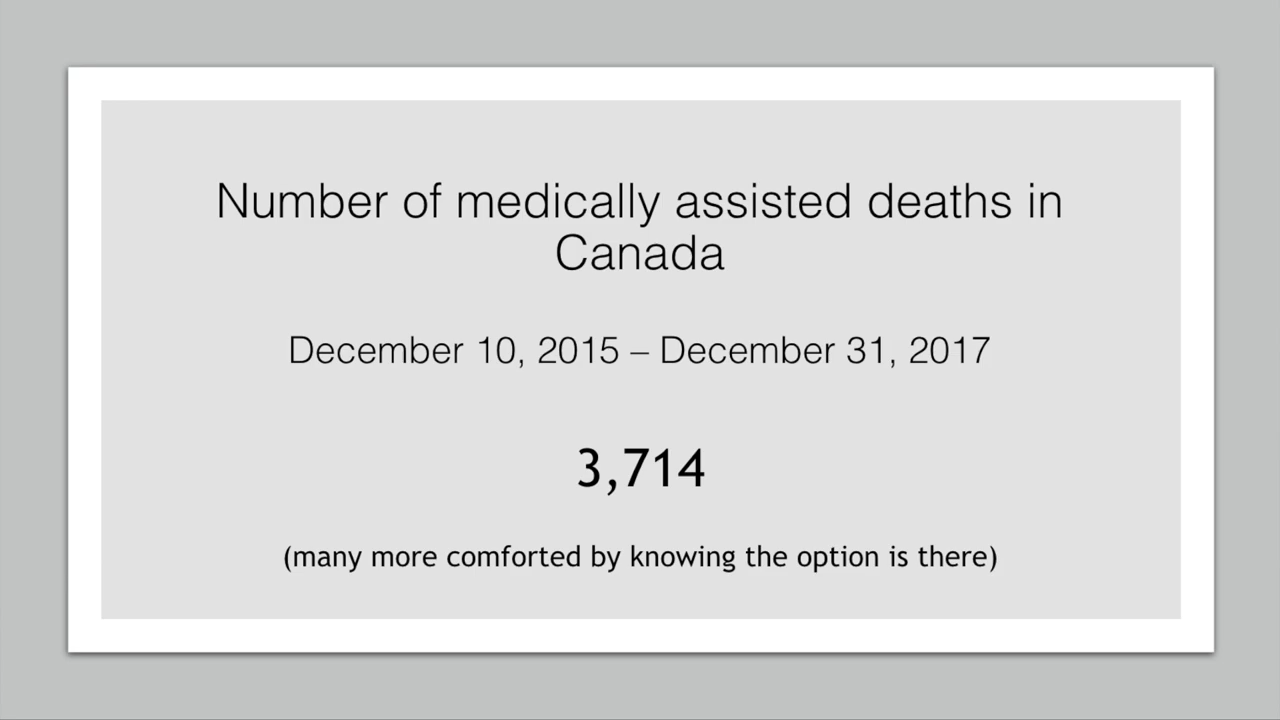 Number of medically assisted deaths in
Canada
December 10, 2015 – December 31, 2017
3,714
(many more comforted by knowing the option is there)